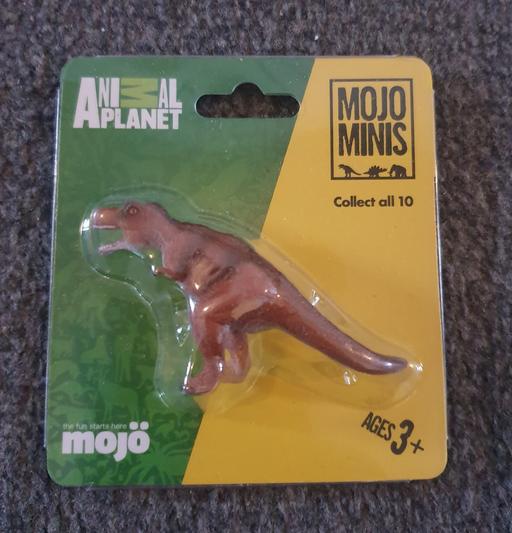 ANIMAL
PLANET
MOJO
MINIS
Collect all 10
the fun starts here
mojö
AGES 3+